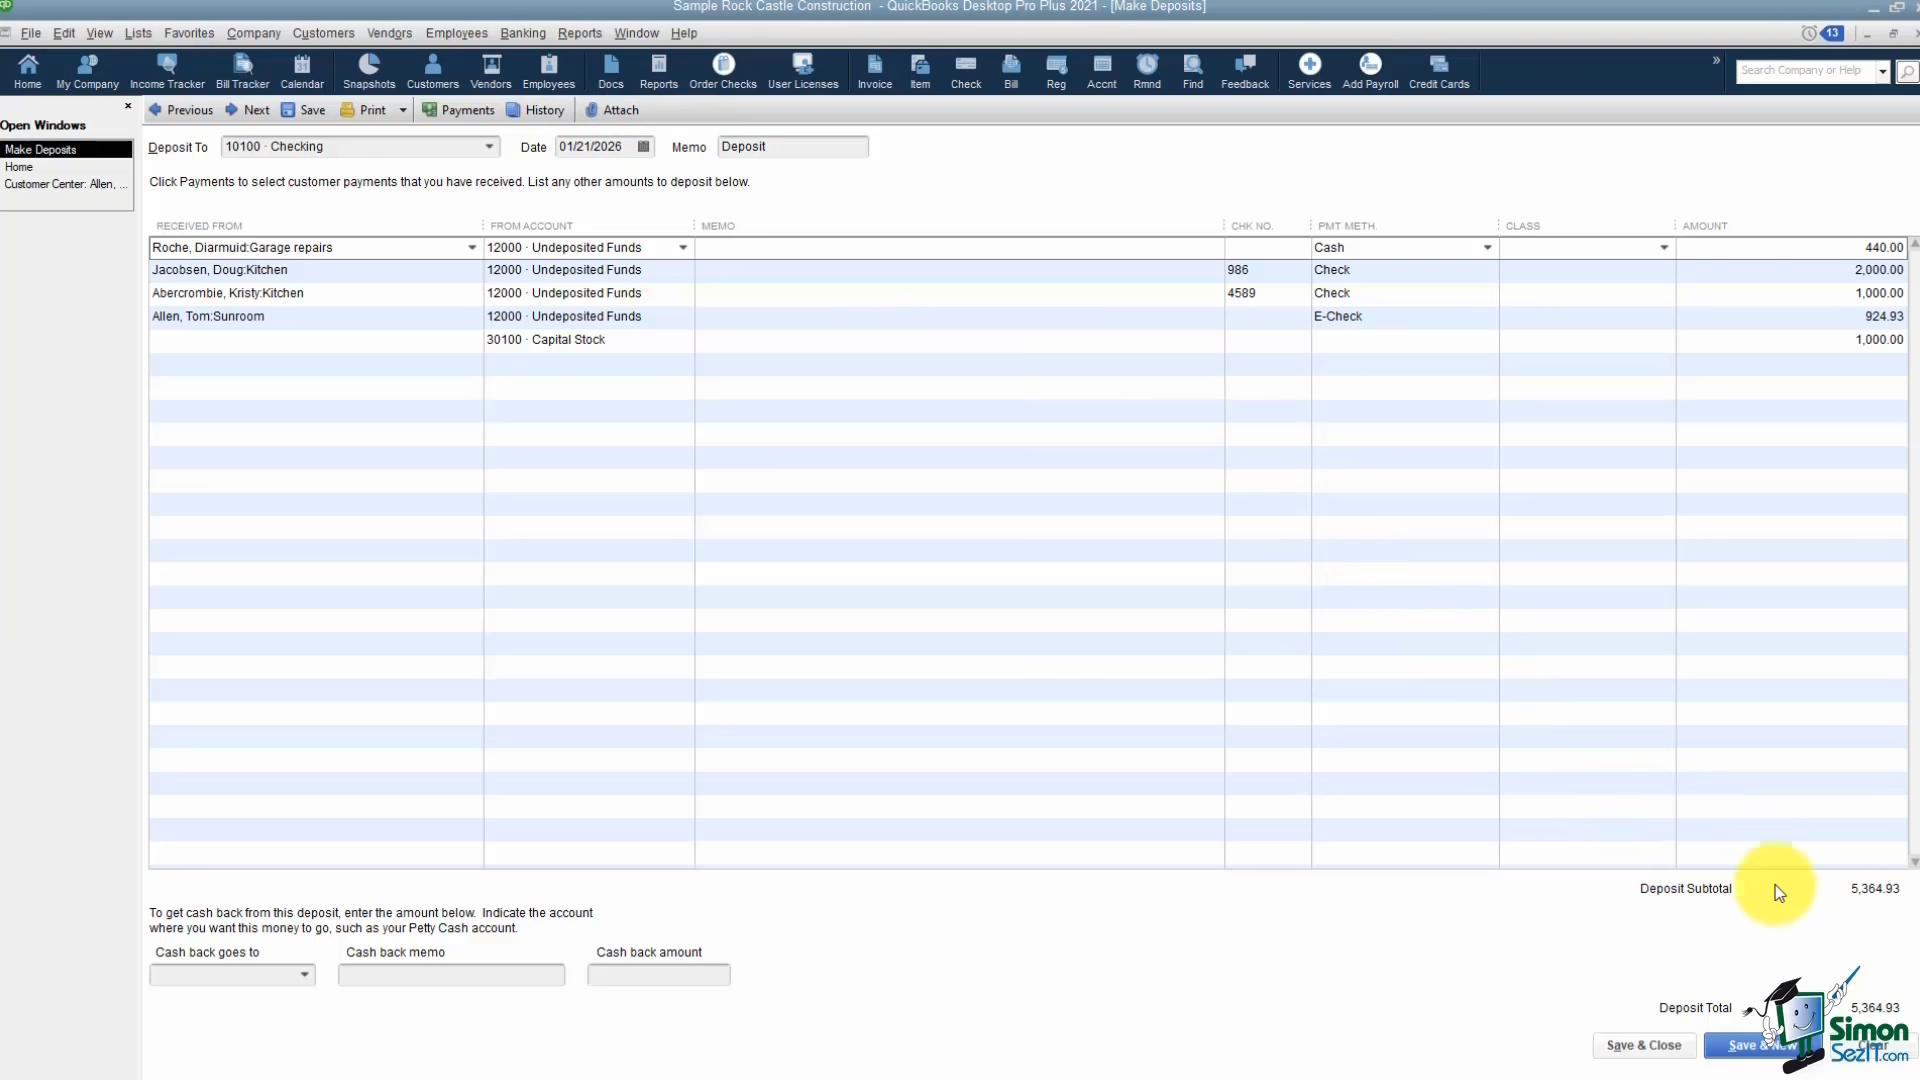 Sample Rock Castle Construction - QuickBooks Desktop Pro Plus 2021 - [Make Deposits]
File Edit View Lists Favorites Company Customers Vendors Employees Banking Reports Window Help 13
Home My Company Income Tracker Bill Tracker Calendar Snapshots Customers Vendors Employees Docs Reports Order Checks User Licenses Invoice Item Check Bill Reg Accnt Rmnd Find Feedback Services Add Payroll Credit Cards » Search Company or Help
Previous Next Save Print Payments History Attach
Open Windows
Make Deposits
Home
Customer Center: Allen, ...
Deposit To 10100 · Checking Date 01/21/2026 Memo Deposit
Click Payments to select customer payments that you have received. List any other amounts to deposit below.
RECEIVED FROM FROM ACCOUNT MEMO CHK NO. PMT METH. CLASS AMOUNT
Roche, Diarmuid:Garage repairs 12000 · Undeposited Funds Cash 440.00
Jacobsen, Doug:Kitchen 12000 · Undeposited Funds 986 Check 2,000.00
Abercrombie, Kristy:Kitchen 12000 · Undeposited Funds 4589 Check 1,000.00
Allen, Tom:Sunroom 12000 · Undeposited Funds E-Check 924.93
30100 · Capital Stock 1,000.00
Deposit Subtotal 5,364.93
To get cash back from this deposit, enter the amount below. Indicate the account
where you want this money to go, such as your Petty Cash account.
Cash back goes to Cash back memo Cash back amount
Deposit Total 5,364.93
Save & Close Save & New Clear
Simon
SezIT.com